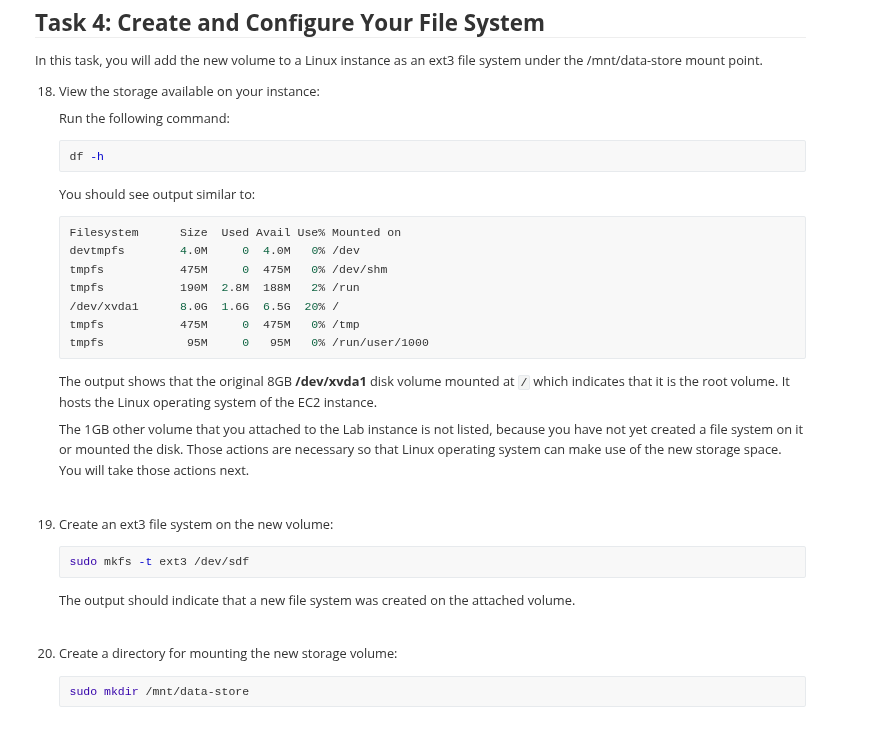 Task 4: Create and Configure Your File System
In this task, you will add the new volume to a Linux instance as an ext3 file system under the /mnt/data-store mount point.
18. View the storage available on your instance:
Run the following command:
df -h
You should see output similar to:
Filesystem      Size  Used Avail Use% Mounted on
devtmpfs        4.0M     0  4.0M   0% /dev
tmpfs           475M     0  475M   0% /dev/shm
tmpfs           190M  2.8M  188M   2% /run
/dev/xvda1      8.0G  1.6G  6.5G  20% /
tmpfs           475M     0  475M   0% /tmp
tmpfs            95M     0   95M   0% /run/user/1000
The output shows that the original 8GB /dev/xvda1 disk volume mounted at / which indicates that it is the root volume. It
hosts the Linux operating system of the EC2 instance.
The 1GB other volume that you attached to the Lab instance is not listed, because you have not yet created a file system on it
or mounted the disk. Those actions are necessary so that Linux operating system can make use of the new storage space.
You will take those actions next.
19. Create an ext3 file system on the new volume:
sudo mkfs -t ext3 /dev/sdf
The output should indicate that a new file system was created on the attached volume.
20. Create a directory for mounting the new storage volume:
sudo mkdir /mnt/data-store